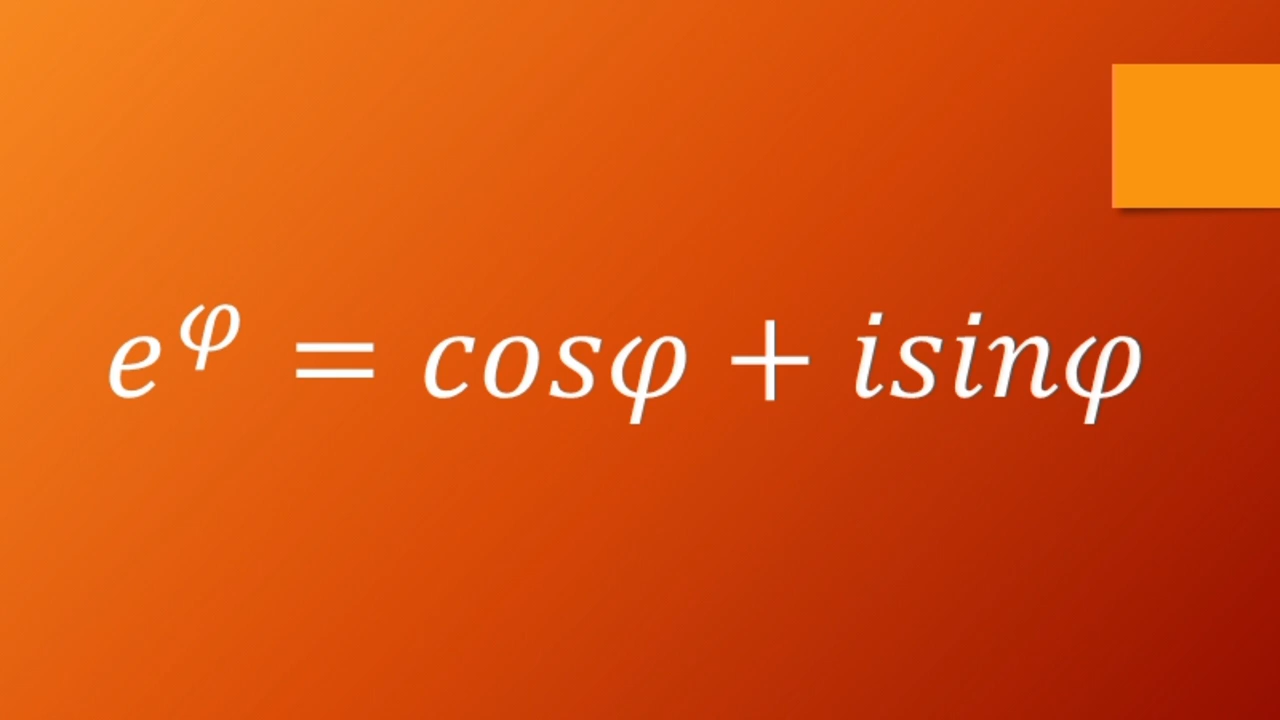 e^φ = cosφ + isinφ